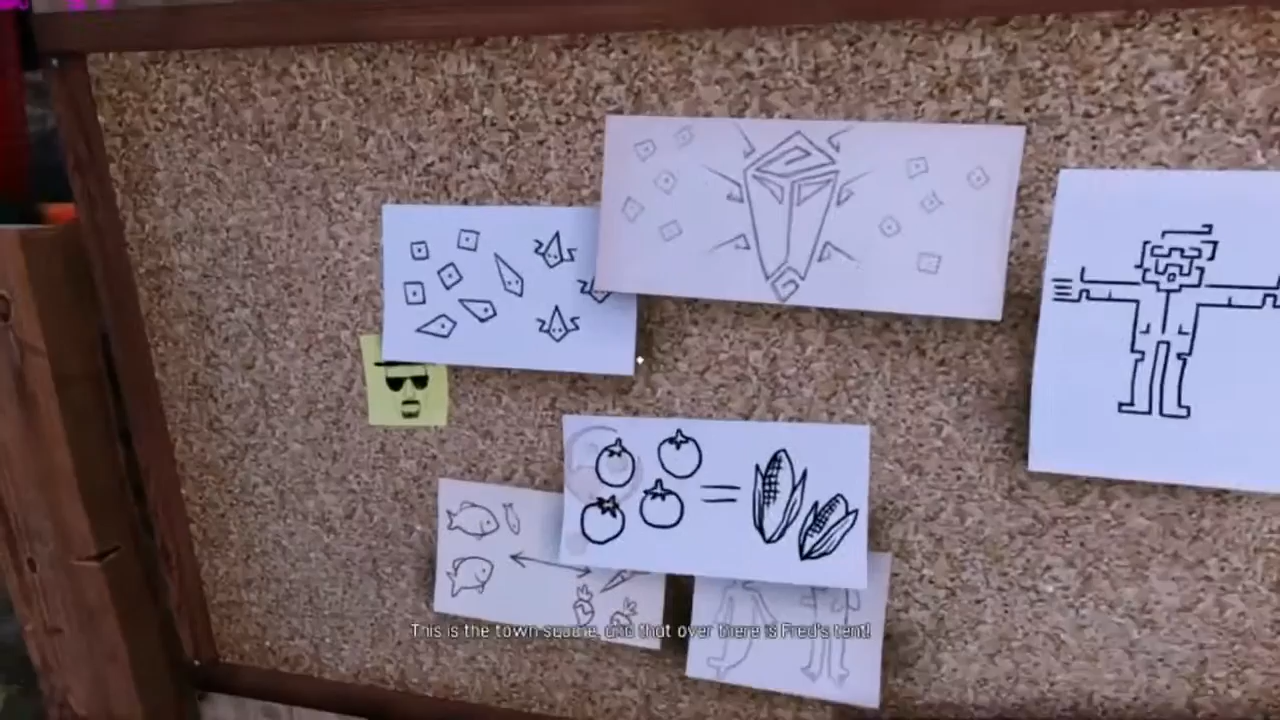 This is the town square, and that over there is Fred's tent!